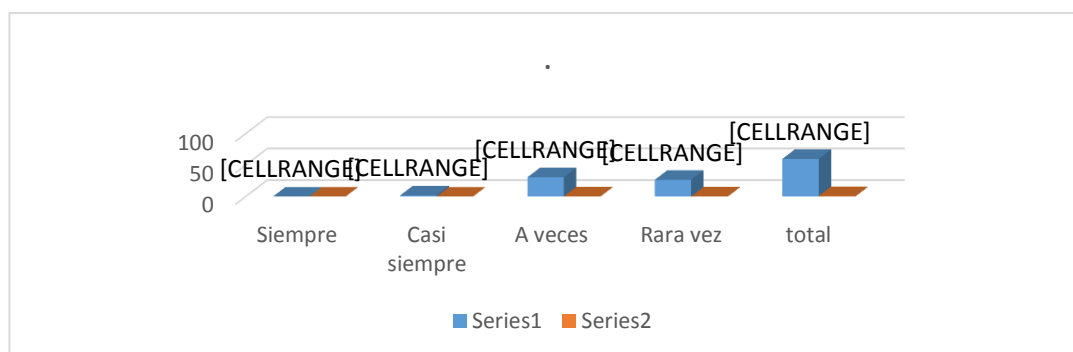 .
[CELLRANGE]
[CELLRANGE]
[CELLRANGE]
[CELLRANGE]
[CELLRANGE]
100
50
0
Siempre
Casi
siempre
A veces
Rara vez
total
Series1
Series2